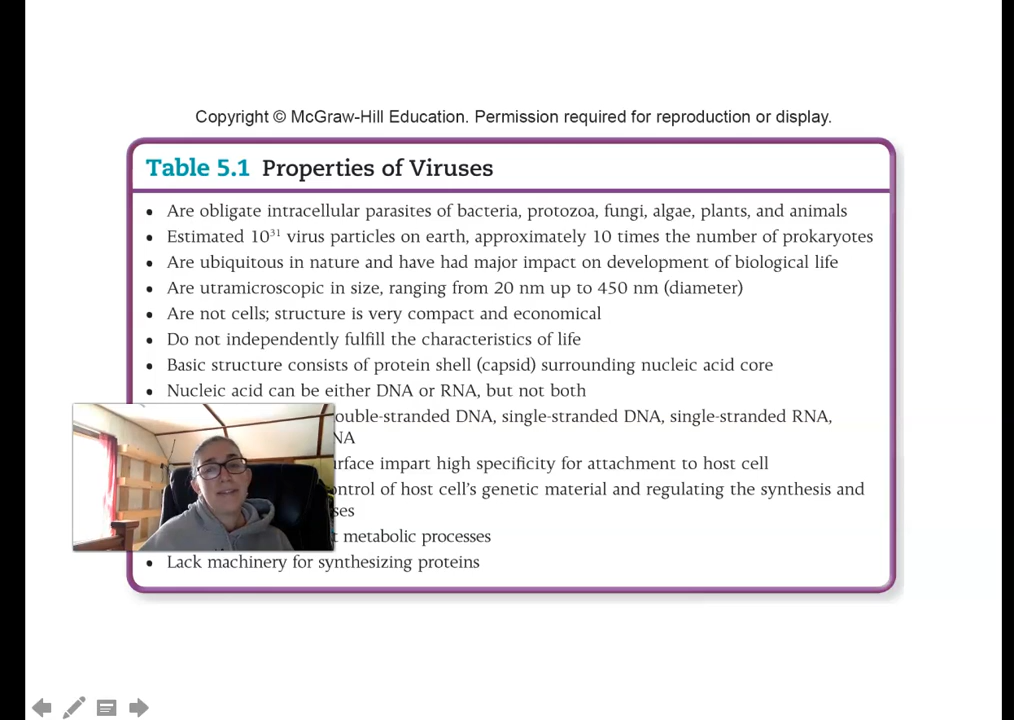 Copyright © McGraw-Hill Education. Permission required for reproduction or display.
Table 5.1 Properties of Viruses
• Are obligate intracellular parasites of bacteria, protozoa, fungi, algae, plants, and animals
• Estimated 10³¹ virus particles on earth, approximately 10 times the number of prokaryotes
• Are ubiquitous in nature and have had major impact on development of biological life
• Are utramicroscopic in size, ranging from 20 nm up to 450 nm (diameter)
• Are not cells; structure is very compact and economical
• Do not independently fulfill the characteristics of life
• Basic structure consists of protein shell (capsid) surrounding nucleic acid core
• Nucleic acid can be either DNA or RNA, but not both
ouble-stranded DNA, single-stranded DNA, single-stranded RNA,
NA
urface impart high specificity for attachment to host cell
ontrol of host cell's genetic material and regulating the synthesis and
ses
t metabolic processes
• Lack machinery for synthesizing proteins